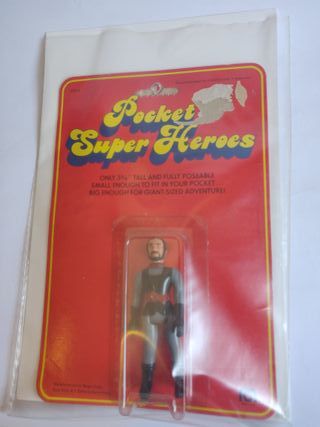 Pocket
Super Heroes
ONLY 3¾" TALL AND FULLY POSEABLE
SMALL ENOUGH TO FIT IN YOUR POCKET
BIG ENOUGH FOR GIANT-SIZED ADVENTURE!